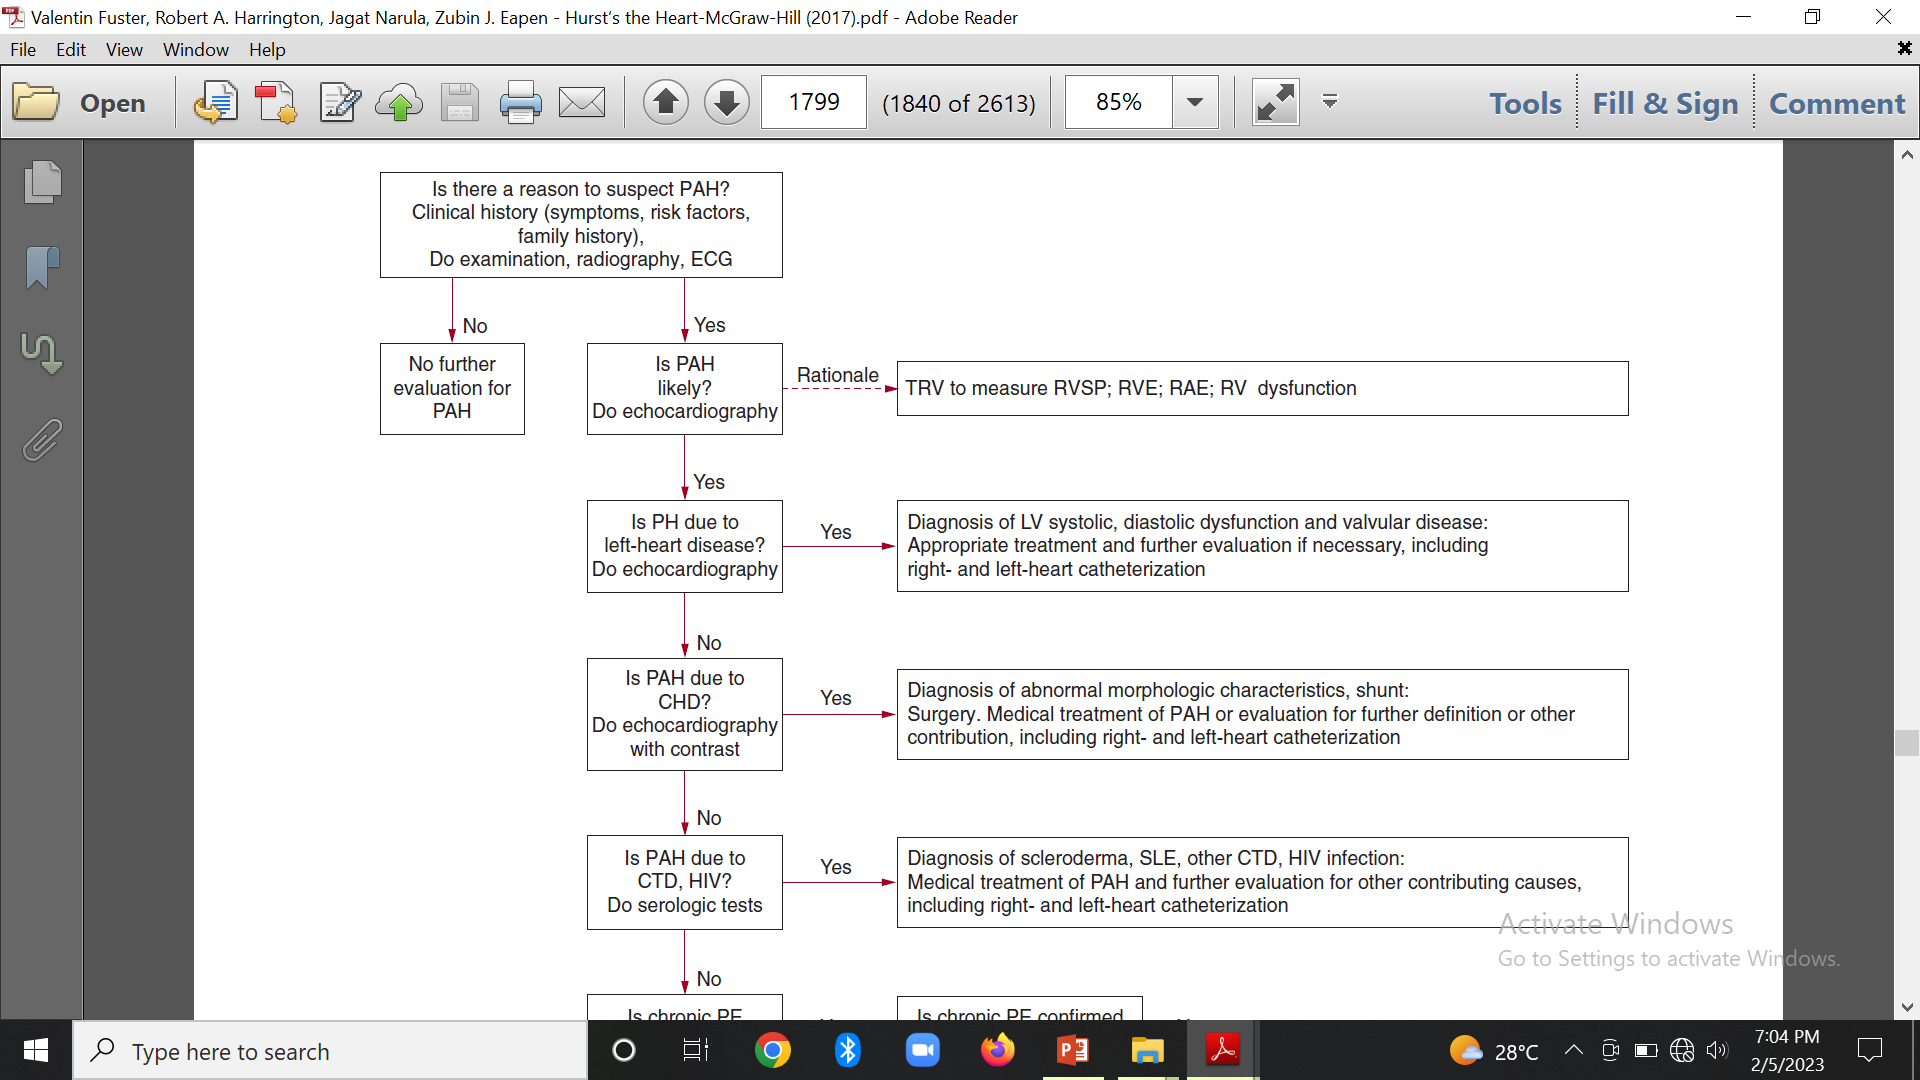 Valentin Fuster, Robert A. Harrington, Jagat Narula, Zubin J. Eapen - Hurst's the Heart-McGraw-Hill (2017).pdf - Adobe Reader
File Edit View Window Help
Open
1799
(1840 of 2613)
85%
Tools
Fill & Sign
Comment
Is there a reason to suspect PAH?
Clinical history (symptoms, risk factors,
family history),
Do examination, radiography, ECG
No
Yes
No further
evaluation for
PAH
Is PAH
likely?
Do echocardiography
Rationale
TRV to measure RVSP; RVE; RAE; RV dysfunction
Yes
Is PH due to
left-heart disease?
Do echocardiography
Yes
Diagnosis of LV systolic, diastolic dysfunction and valvular disease:
Appropriate treatment and further evaluation if necessary, including
right- and left-heart catheterization
No
Is PAH due to
CHD?
Do echocardiography
with contrast
Yes
Diagnosis of abnormal morphologic characteristics, shunt:
Surgery. Medical treatment of PAH or evaluation for further definition or other
contribution, including right- and left-heart catheterization
No
Is PAH due to
CTD, HIV?
Do serologic tests
Yes
Diagnosis of scleroderma, SLE, other CTD, HIV infection:
Medical treatment of PAH and further evaluation for other contributing causes,
including right- and left-heart catheterization
No
Is chronic PE
Is chronic PE confirmed
Activate Windows
Go to Settings to activate Windows.
Type here to search
28°C
7:04 PM
2/5/2023